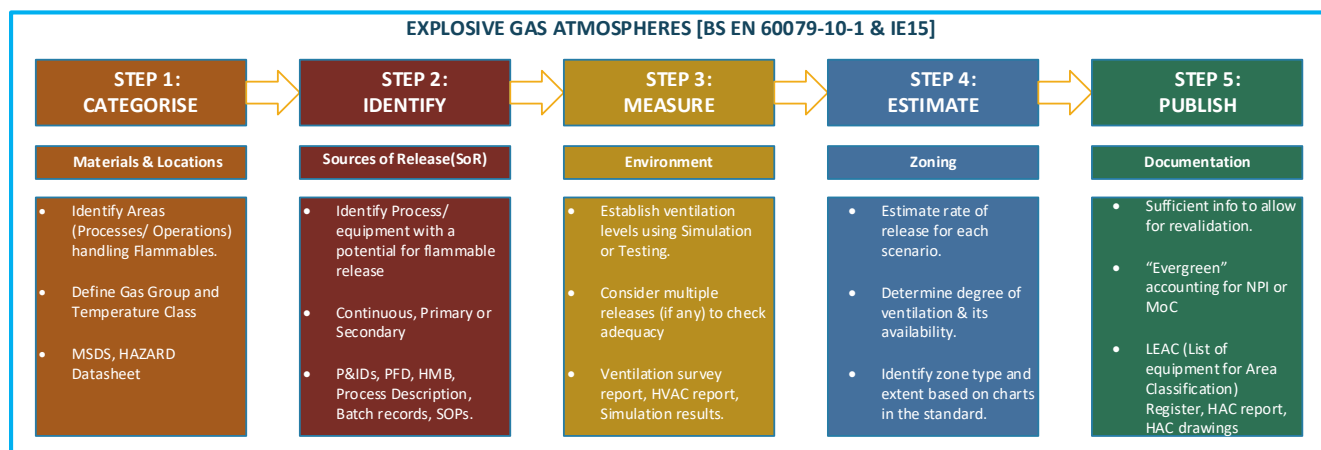 EXPLOSIVE GAS ATMOSPHERES [BS EN 60079-10-1 & IE15]
STEP 1:
CATEGORISE
Materials & Locations
• Identify Areas
(Processes/ Operations)
handling Flammables.
• Define Gas Group and
Temperature Class
• MSDS, HAZARD
Datasheet
STEP 2:
IDENTIFY
Sources of Release(SoR)
• Identify Process/
equipment with a
potential for flammable
release
• Continuous, Primary or
Secondary
• P&IDs, PFD, HMB,
Process Description,
Batch records, SOPs.
STEP 3:
MEASURE
Environment
• Establish ventilation
levels using Simulation
or Testing.
• Consider multiple
releases (if any) to check
adequacy
• Ventilation survey
report, HVAC report,
Simulation results.
STEP 4:
ESTIMATE
Zoning
• Estimate rate of
release for each
scenario.
• Determine degree of
ventilation & its
availability.
• Identify zone type and
extent based on charts
in the standard.
STEP 5:
PUBLISH
Documentation
• Sufficient info to allow
for revalidation.
• “Evergreen”
accounting for NPI or
MoC
• LEAC (List of
equipment for Area
Classification)
Register, HAC report,
HAC drawings